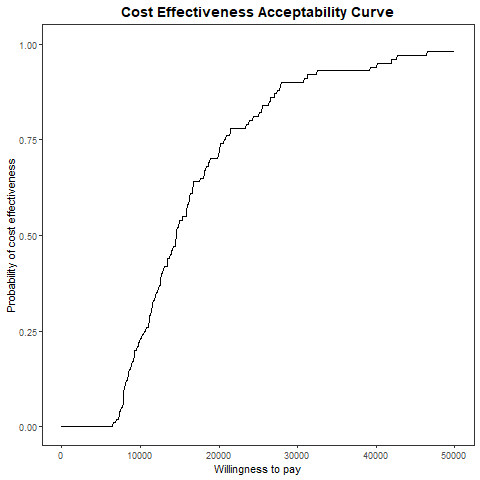 Cost Effectiveness Acceptability Curve
Probability of cost effectiveness
1.00
0.75
0.50
0.25
0.00
0 10000 20000 30000 40000 50000
Willingness to pay